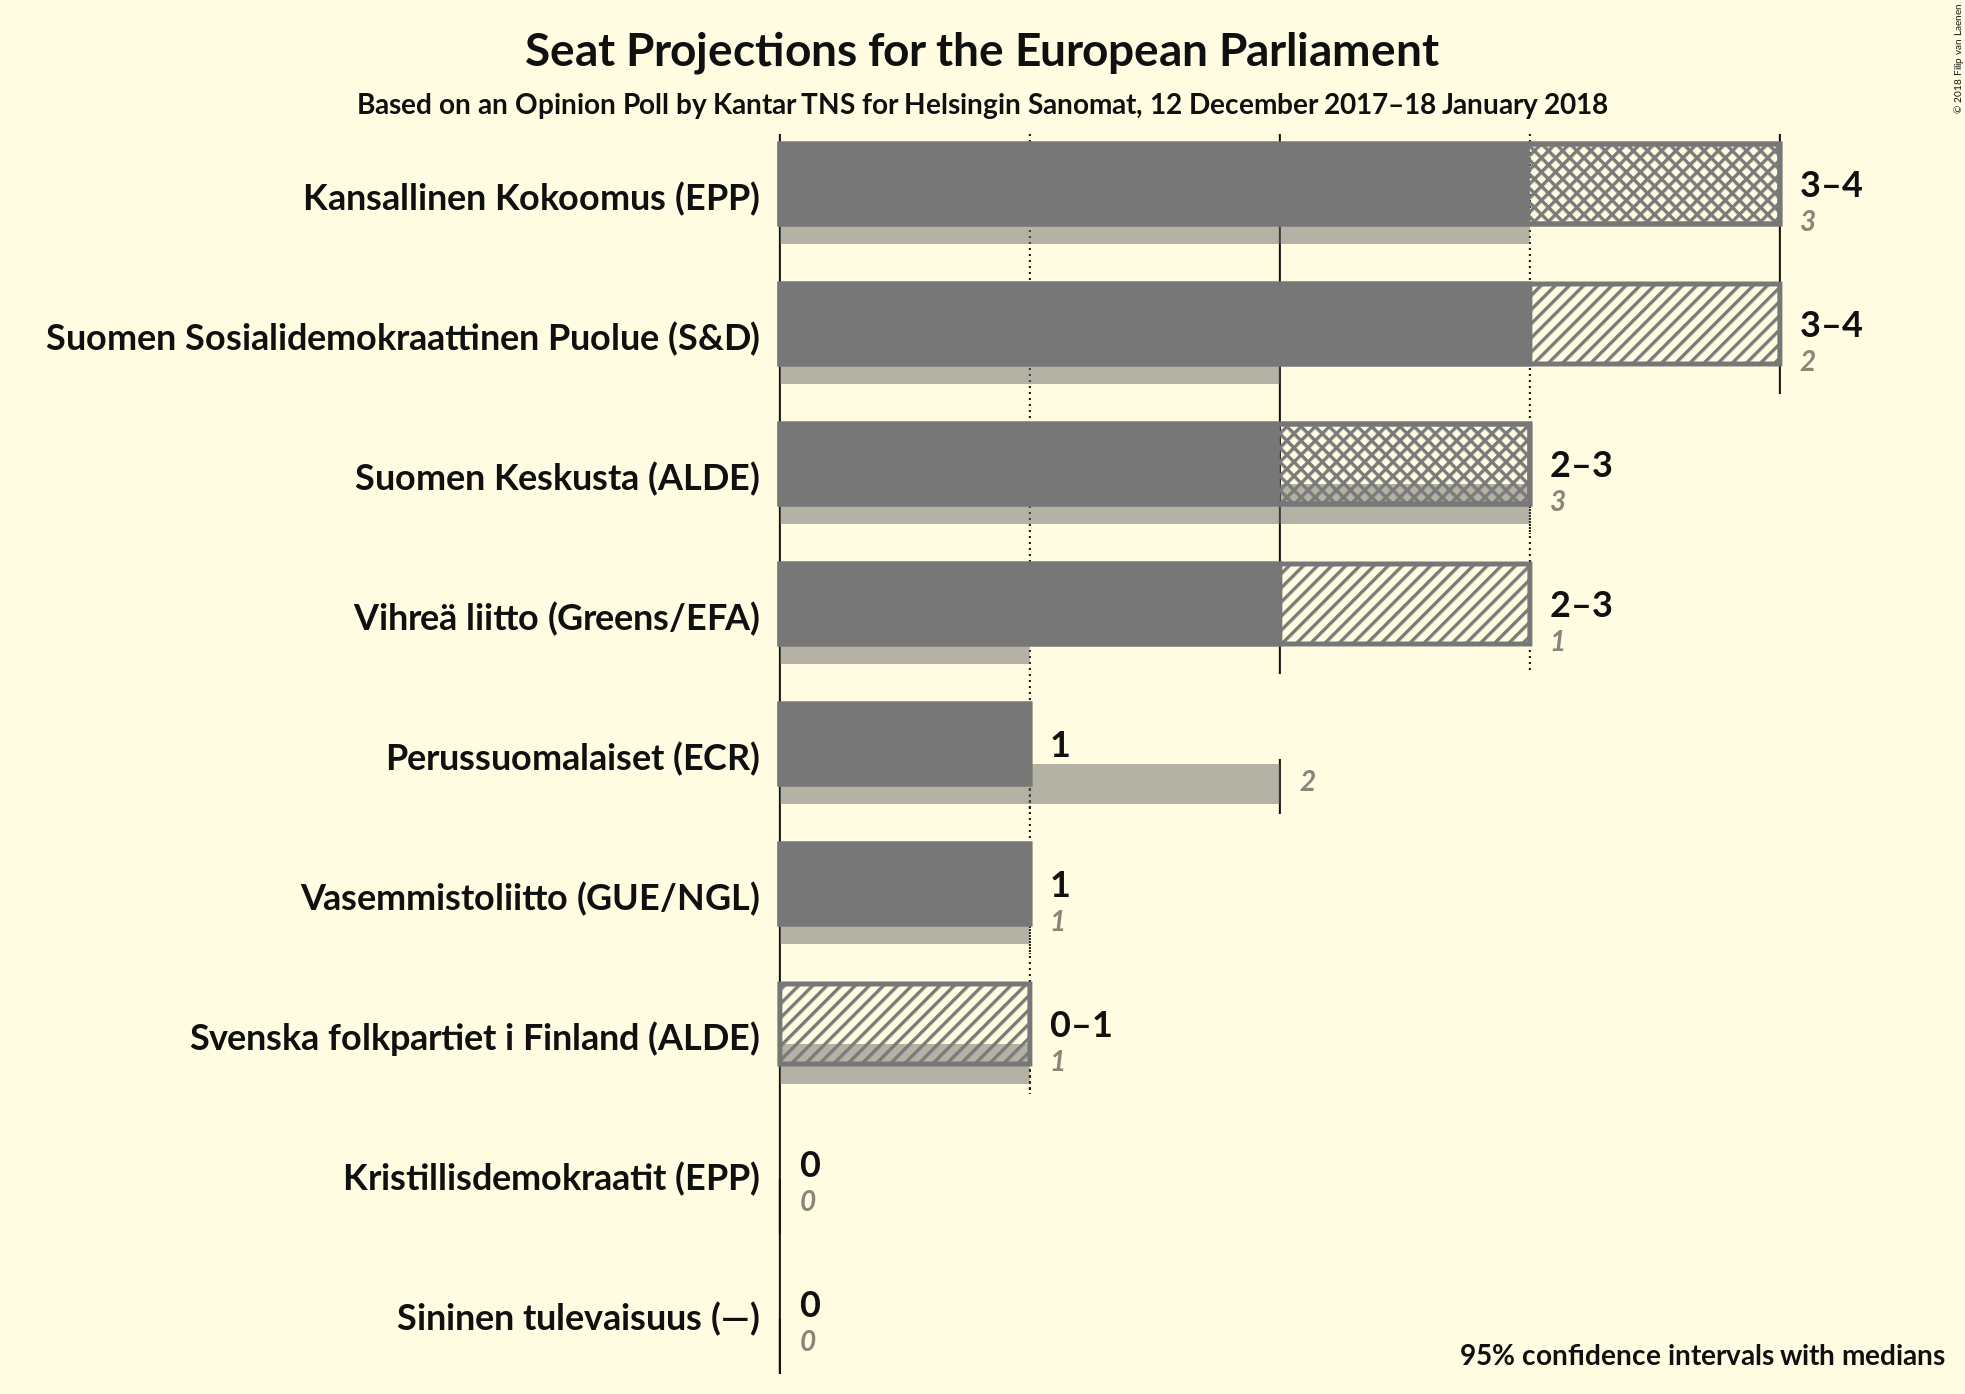 Seat Projections for the European Parliament
Based on an Opinion Poll by Kantar TNS for Helsingin Sanomat, 12 December 2017–18 January 2018
© 2018 Filip van Laenen
Kansallinen Kokoomus (EPP)
3–4
3
Suomen Sosialidemokraattinen Puolue (S&D)
3–4
2
Suomen Keskusta (ALDE)
2–3
3
Vihreä liitto (Greens/EFA)
2–3
1
Perussuomalaiset (ECR)
1
2
Vasemmistoliitto (GUE/NGL)
1
1
Svenska folkpartiet i Finland (ALDE)
0–1
1
Kristillisdemokraatit (EPP)
0
0
Sininen tulevaisuus (—)
0
0
95% confidence intervals with medians